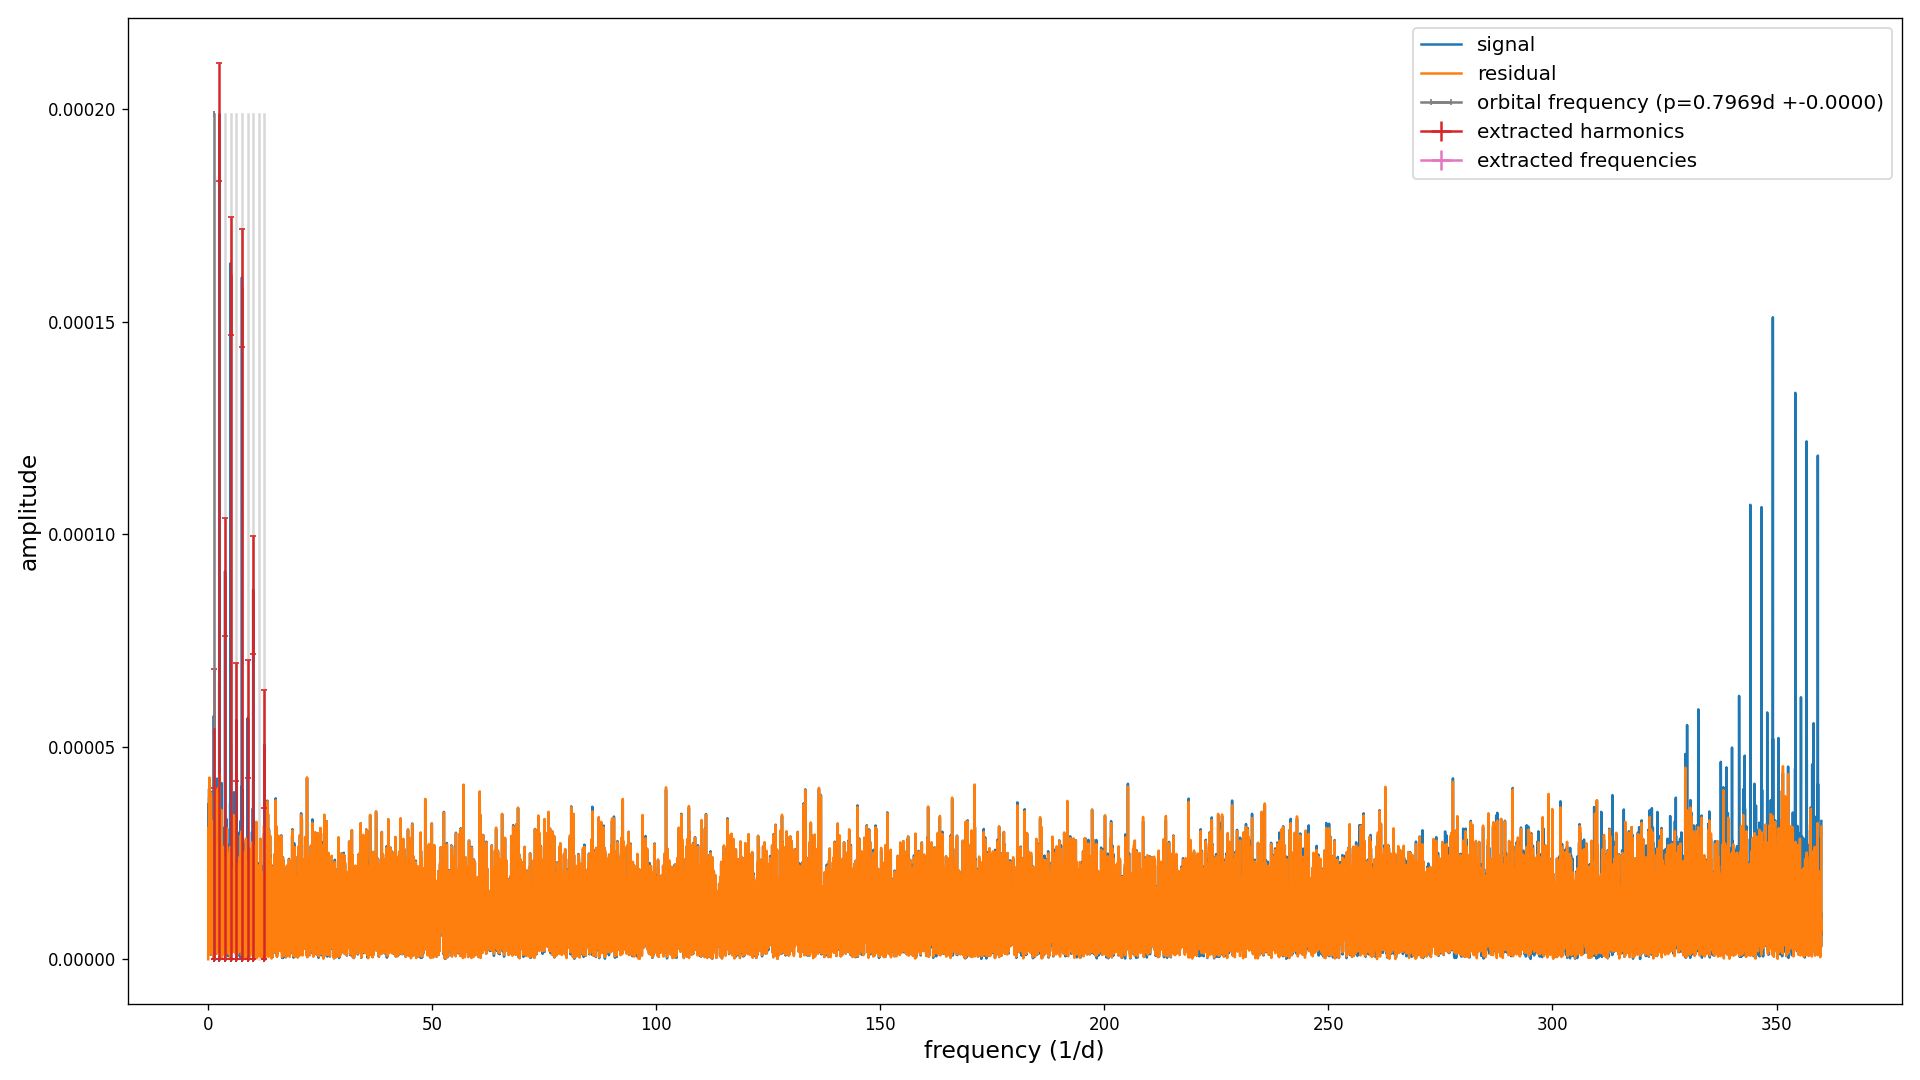 signal
residual
orbital frequency (p=0.7969d +-0.0000)
extracted harmonics
extracted frequencies
0.00020
0.00015
0.00010
0.00005
0.00000
amplitude
0 50 100 150 200 250 300 350
frequency (1/d)